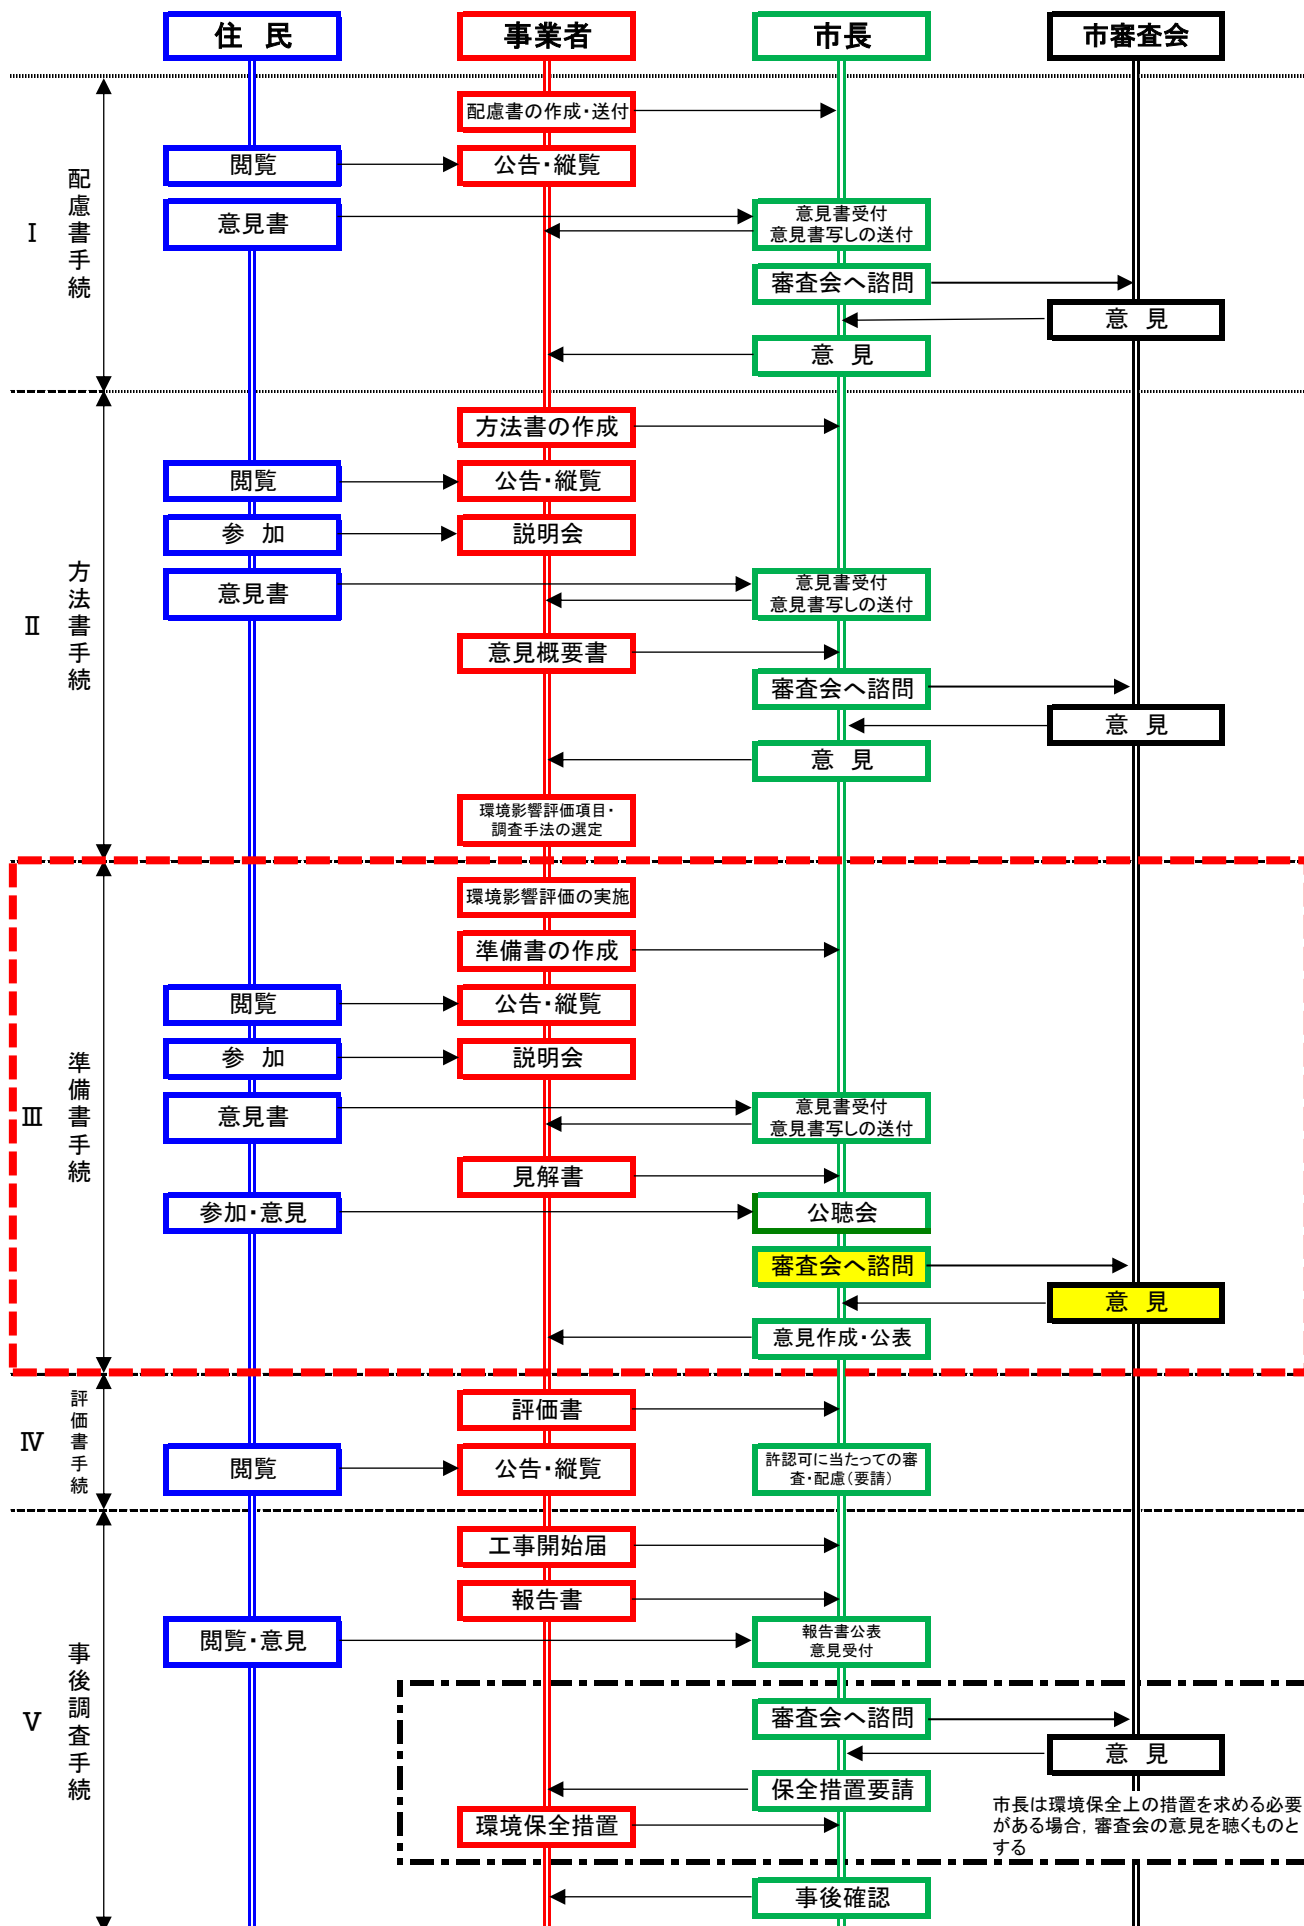 住　民
事業者
市長
市審査会
Ⅰ
配慮書手続
配慮書の作成・送付
閲覧
公告・縦覧
意見書
意見書受付
意見書写しの送付
審査会へ諮問
意　見
意　見
Ⅱ
方法書手続
方法書の作成
閲覧
公告・縦覧
参　加
説明会
意見書
意見書受付
意見書写しの送付
意見概要書
審査会へ諮問
意　見
意　見
環境影響評価項目・
調査手法の選定
Ⅲ
準備書手続
環境影響評価の実施
準備書の作成
閲覧
公告・縦覧
参　加
説明会
意見書
意見書受付
意見書写しの送付
見解書
参加・意見
公聴会
審査会へ諮問
意　見
意見作成・公表
Ⅳ
評価書手続
評価書
閲覧
公告・縦覧
許認可に当たっての審
査・配慮（要請）
Ⅴ
事後調査手続
工事開始届
報告書
閲覧・意見
報告書公表
意見受付
審査会へ諮問
意　見
保全措置要請
環境保全措置
市長は環境保全上の措置を求める必要
がある場合，審査会の意見を聴くものと
する
事後確認